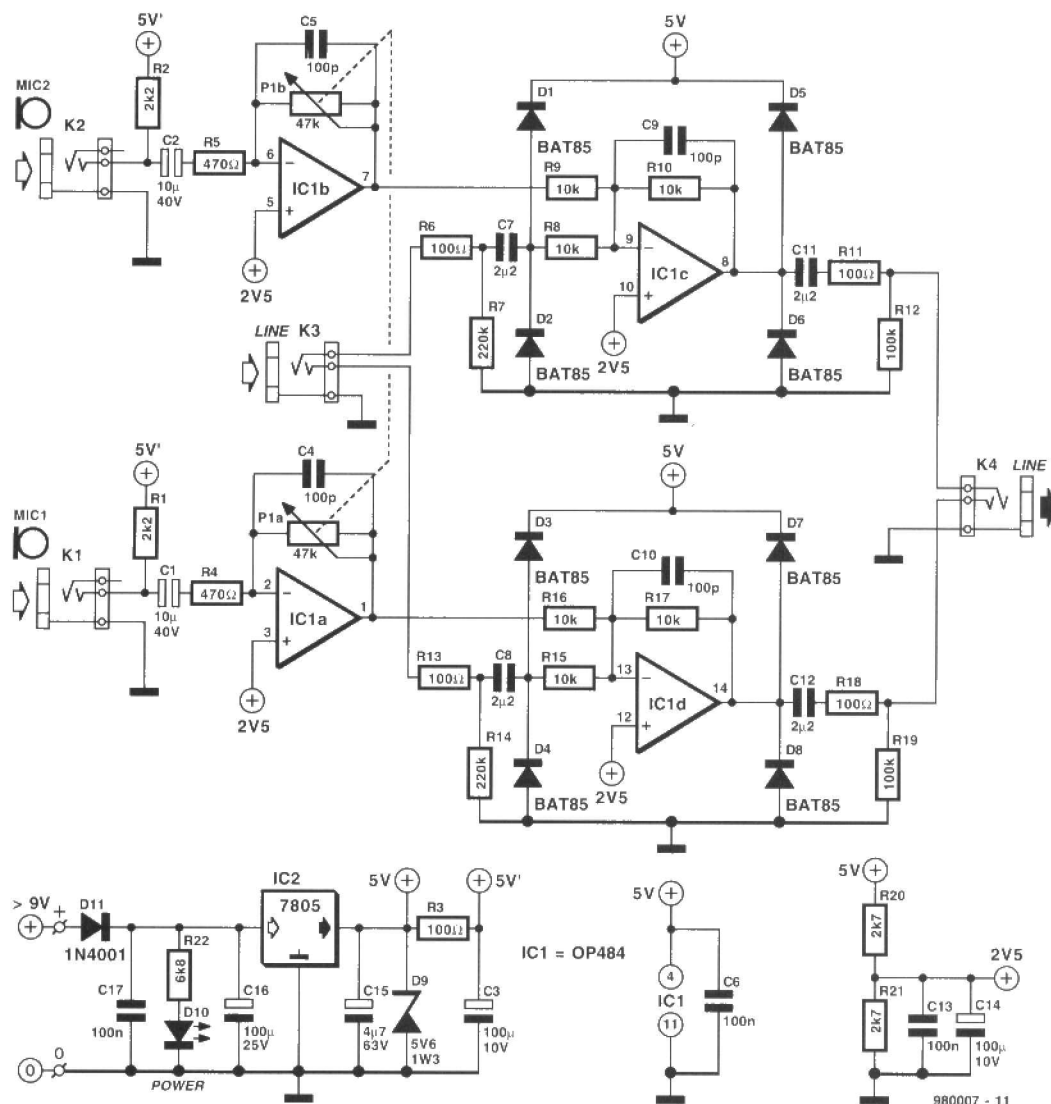 5V'
R2
2k2
MIC2
K2
C2
10µ
40V
R5
470Ω
C5
100p
P1b
47k
6
7
5
IC1b
2V5
5V
D1
BAT85
D5
BAT85
C9
100p
R9
10k
R10
10k
R6
100Ω
C7
2µ2
R8
10k
9
8
10
IC1c
2V5
C11
2µ2
R11
100Ω
R12
100k
R7
220k
D2
BAT85
D6
BAT85
LINE
K3
5V'
R1
2k2
MIC1
K1
C1
10µ
40V
R4
470Ω
C4
100p
P1a
47k
2
1
3
IC1a
2V5
5V
D3
BAT85
D7
BAT85
C10
100p
R16
10k
R17
10k
R13
100Ω
C8
2µ2
R15
10k
13
14
12
IC1d
2V5
C12
2µ2
R18
100Ω
R19
100k
R14
220k
D4
BAT85
D8
BAT85
K4
LINE
> 9V
+
D11
1N4001
R22
6k8
C17
100n
D10
POWER
C16
100µ
25V
IC2
7805
C15
4µ7
63V
5V
R3
100Ω
5V'
D9
5V6
1W3
C3
100µ
10V
0
0
IC1 = OP484
5V
4
IC1
11
C6
100n
5V
R20
2k7
R21
2k7
2V5
C13
100n
C14
100µ
10V
980007 - 11